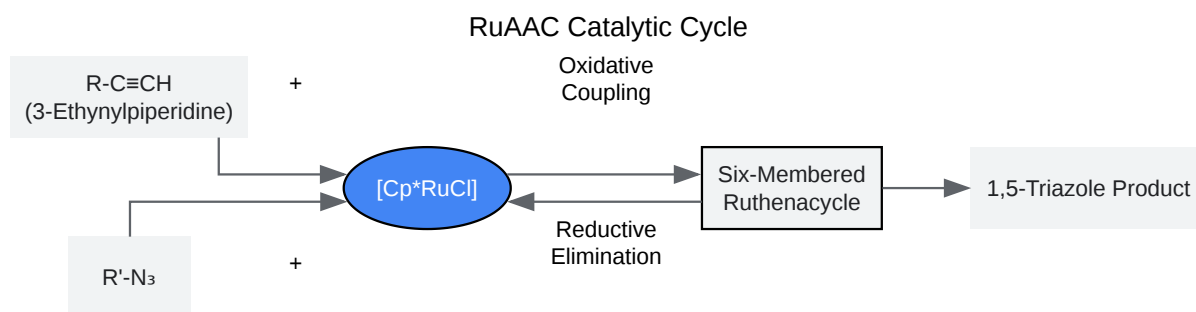 RuAAC Catalytic Cycle
R-C≡CH
(3-Ethynylpiperidine)
+
Oxidative
Coupling
[Cp*RuCl]
Six-Membered
Ruthenacycle
1,5-Triazole Product
Reductive
Elimination
R'-N₃
+